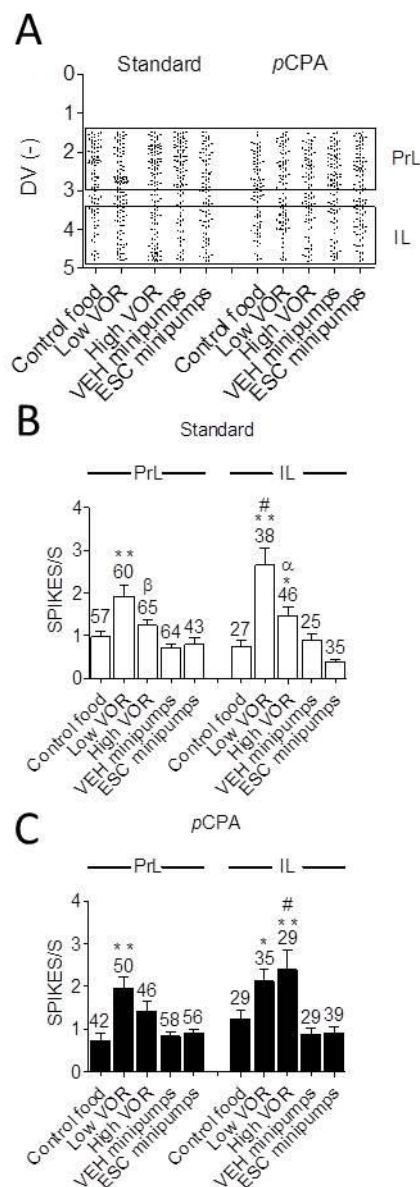 A
Standard pCPA
0
1
2
3
4
5
DV (-)
PrL
IL
Control food
Low VOR
High VOR
VEH minipumps
ESC minipumps
Control food
Low VOR
High VOR
VEH minipumps
ESC minipumps
B
Standard
PrL IL
4
3
2
1
0
SPIKES/S
57
**
60
β
65
64
43
27
#
**
38
α
*
46
25
35
Control food
Low VOR
High VOR
VEH minipumps
ESC minipumps
Control food
Low VOR
High VOR
VEH minipumps
ESC minipumps
C
pCPA
PrL IL
4
3
2
1
0
SPIKES/S
42
**
50
46
58
56
29
*
35
#
**
29
29
39
Control food
Low VOR
High VOR
VEH minipumps
ESC minipumps
Control food
Low VOR
High VOR
VEH minipumps
ESC minipumps